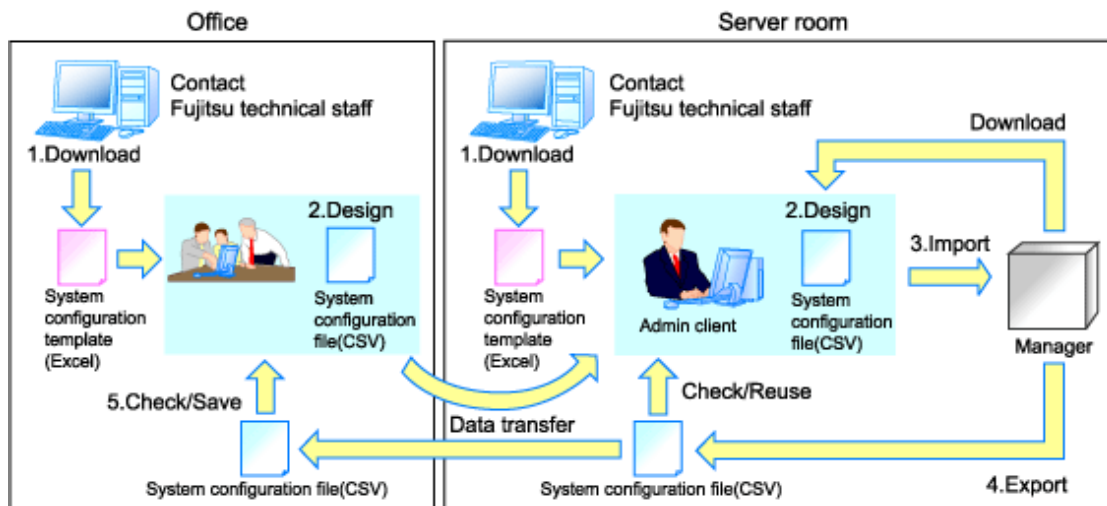 Office
Server room
Contact
Fujitsu technical staff
1.Download
2.Design
System
configuration
template
(Excel)
System
configuration
file(CSV)
5.Check/Save
System configuration file(CSV)
Contact
Fujitsu technical staff
1.Download
Download
2.Design
3.Import
System
configuration
template
(Excel)
Admin client
System
configuration
file(CSV)
Manager
Check/Reuse
Data transfer
System configuration file(CSV)
4.Export